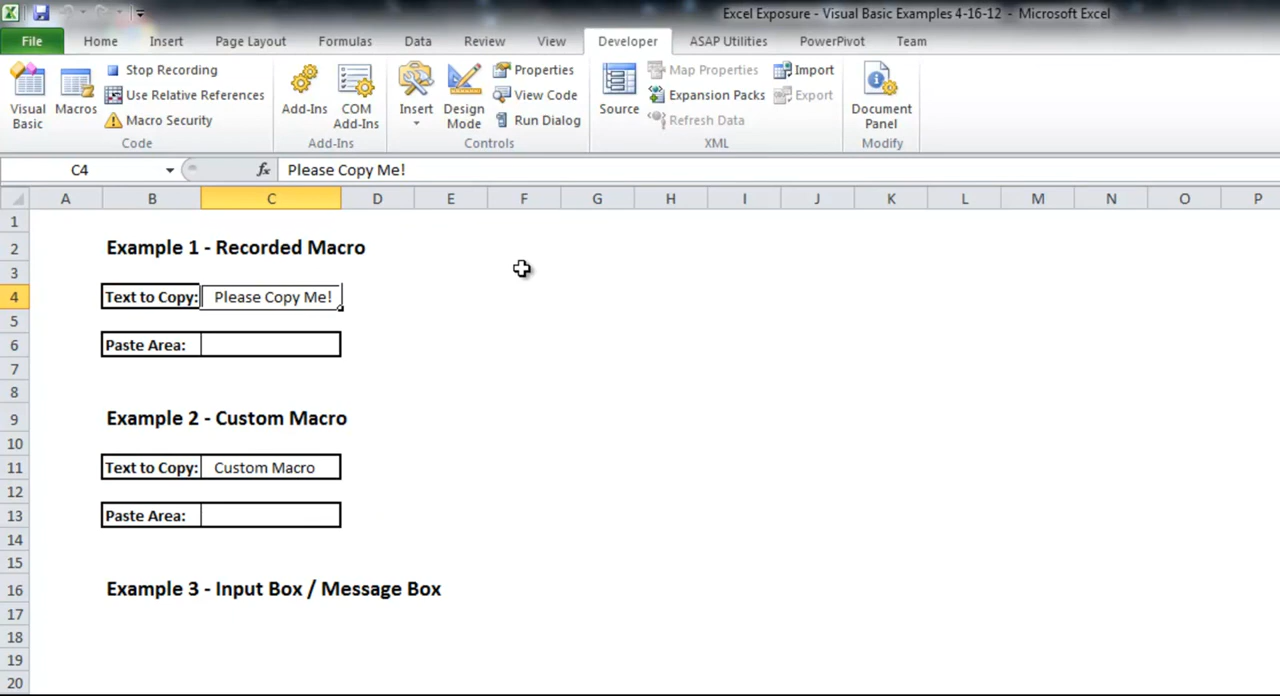 Excel Exposure - Visual Basic Examples 4-16-12 - Microsoft Excel
File Home Insert Page Layout Formulas Data Review View Developer ASAP Utilities PowerPivot Team
Visual Basic
Macros
Stop Recording
Use Relative References
Macro Security
Code
Add-Ins
COM Add-Ins
Add-Ins
Insert
Design Mode
Properties
View Code
Run Dialog
Controls
Source
Map Properties
Expansion Packs
Refresh Data
Import
Export
XML
Document Panel
Modify
C4 fx Please Copy Me!
A B C D E F G H I J K L M N O P
1
2 Example 1 - Recorded Macro
3
4 Text to Copy: Please Copy Me!
5
6 Paste Area:
7
8
9 Example 2 - Custom Macro
10
11 Text to Copy: Custom Macro
12
13 Paste Area:
14
15
16 Example 3 - Input Box / Message Box
17
18
19
20